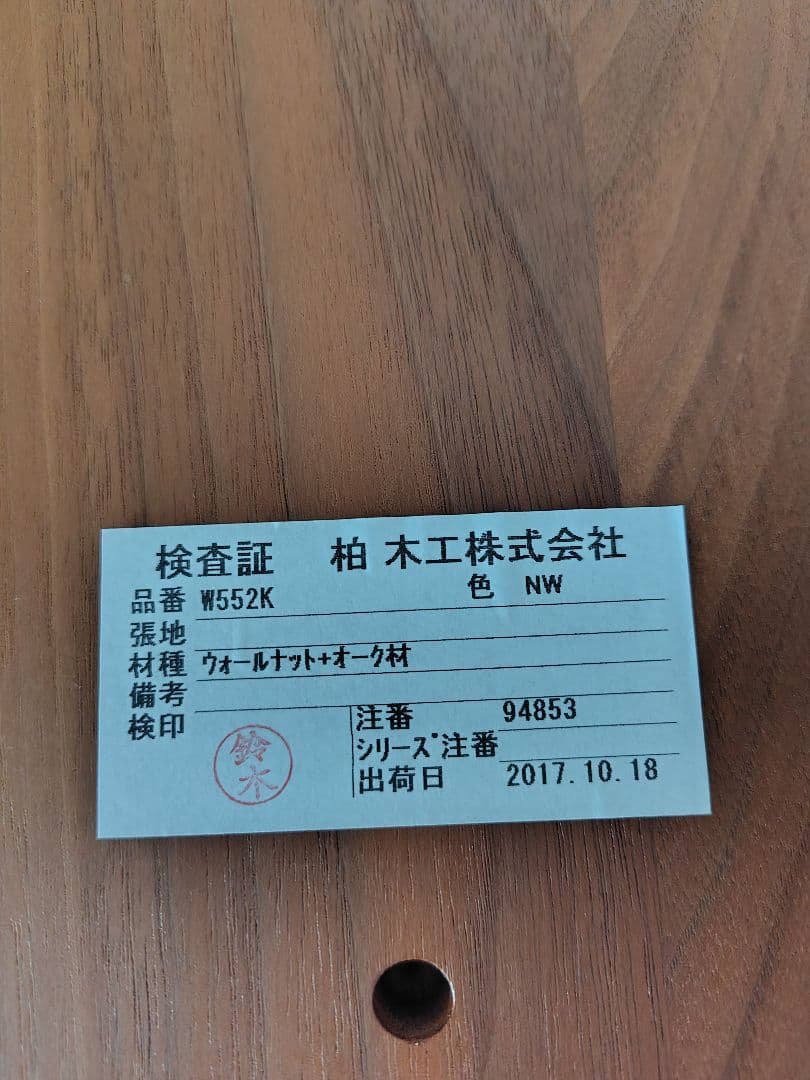 検査証 柏木工株式会社
品番 W552K 色 NW
張地
材種 ｳｫｰﾙﾅｯﾄ+ｵｰｸ材
備考
検印 鈴木
注番 94853
ｼﾘｰｽﾞ注番
出荷日 2017.10.18